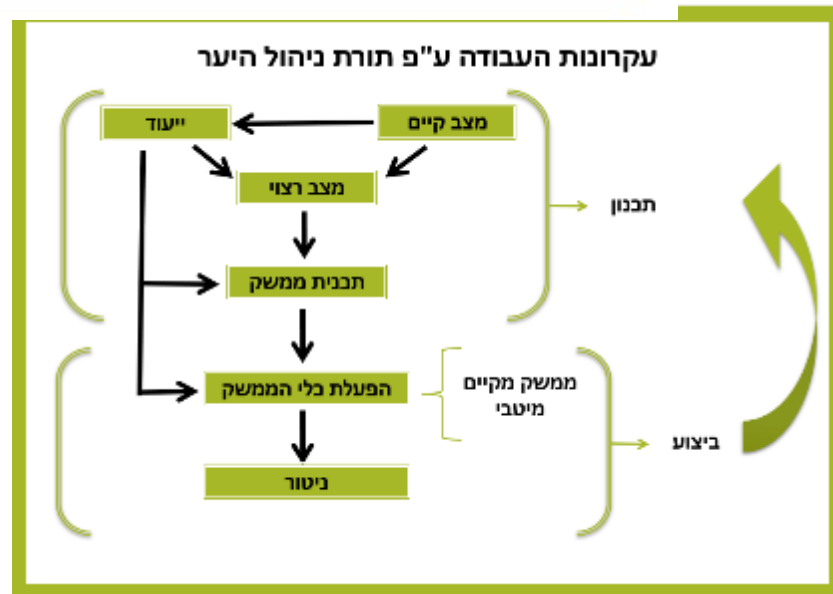 עקרונות העבודה ע"פ תורת ניהול היער
מצב קיים
ייעוד
מצב רצוי
תכנון
תכנית ממשק
הפעלת כלי הממשק
ממשק מקיים
מיטבי
ביצוע
ניטור